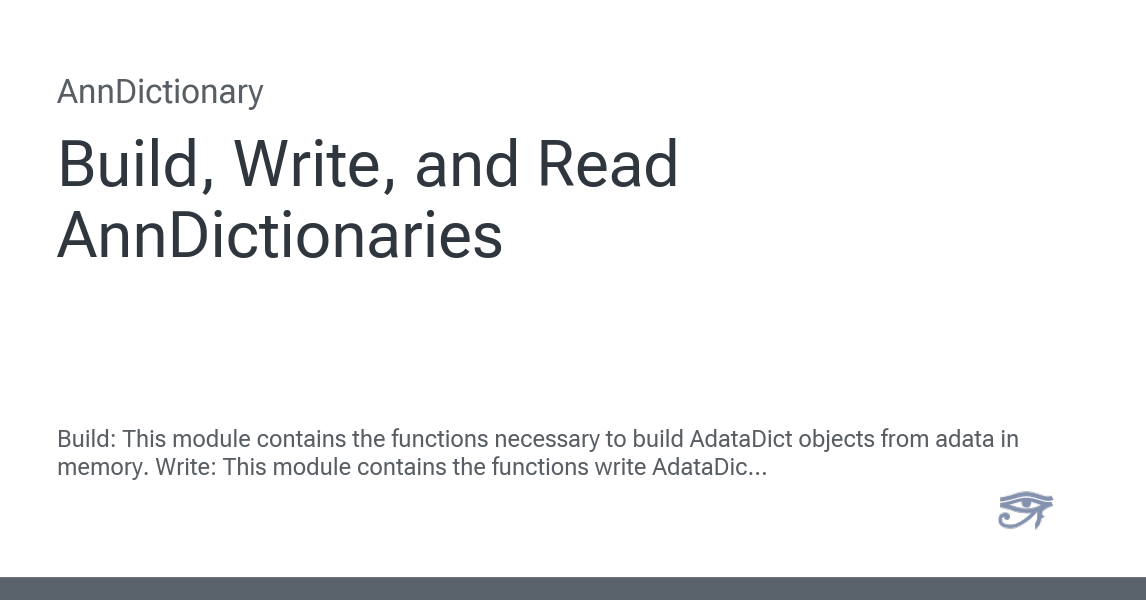 AnnDictionary
Build, Write, and Read
AnnDictionaries
Build: This module contains the functions necessary to build AdataDict objects from adata in
memory. Write: This module contains the functions write AdataDic...